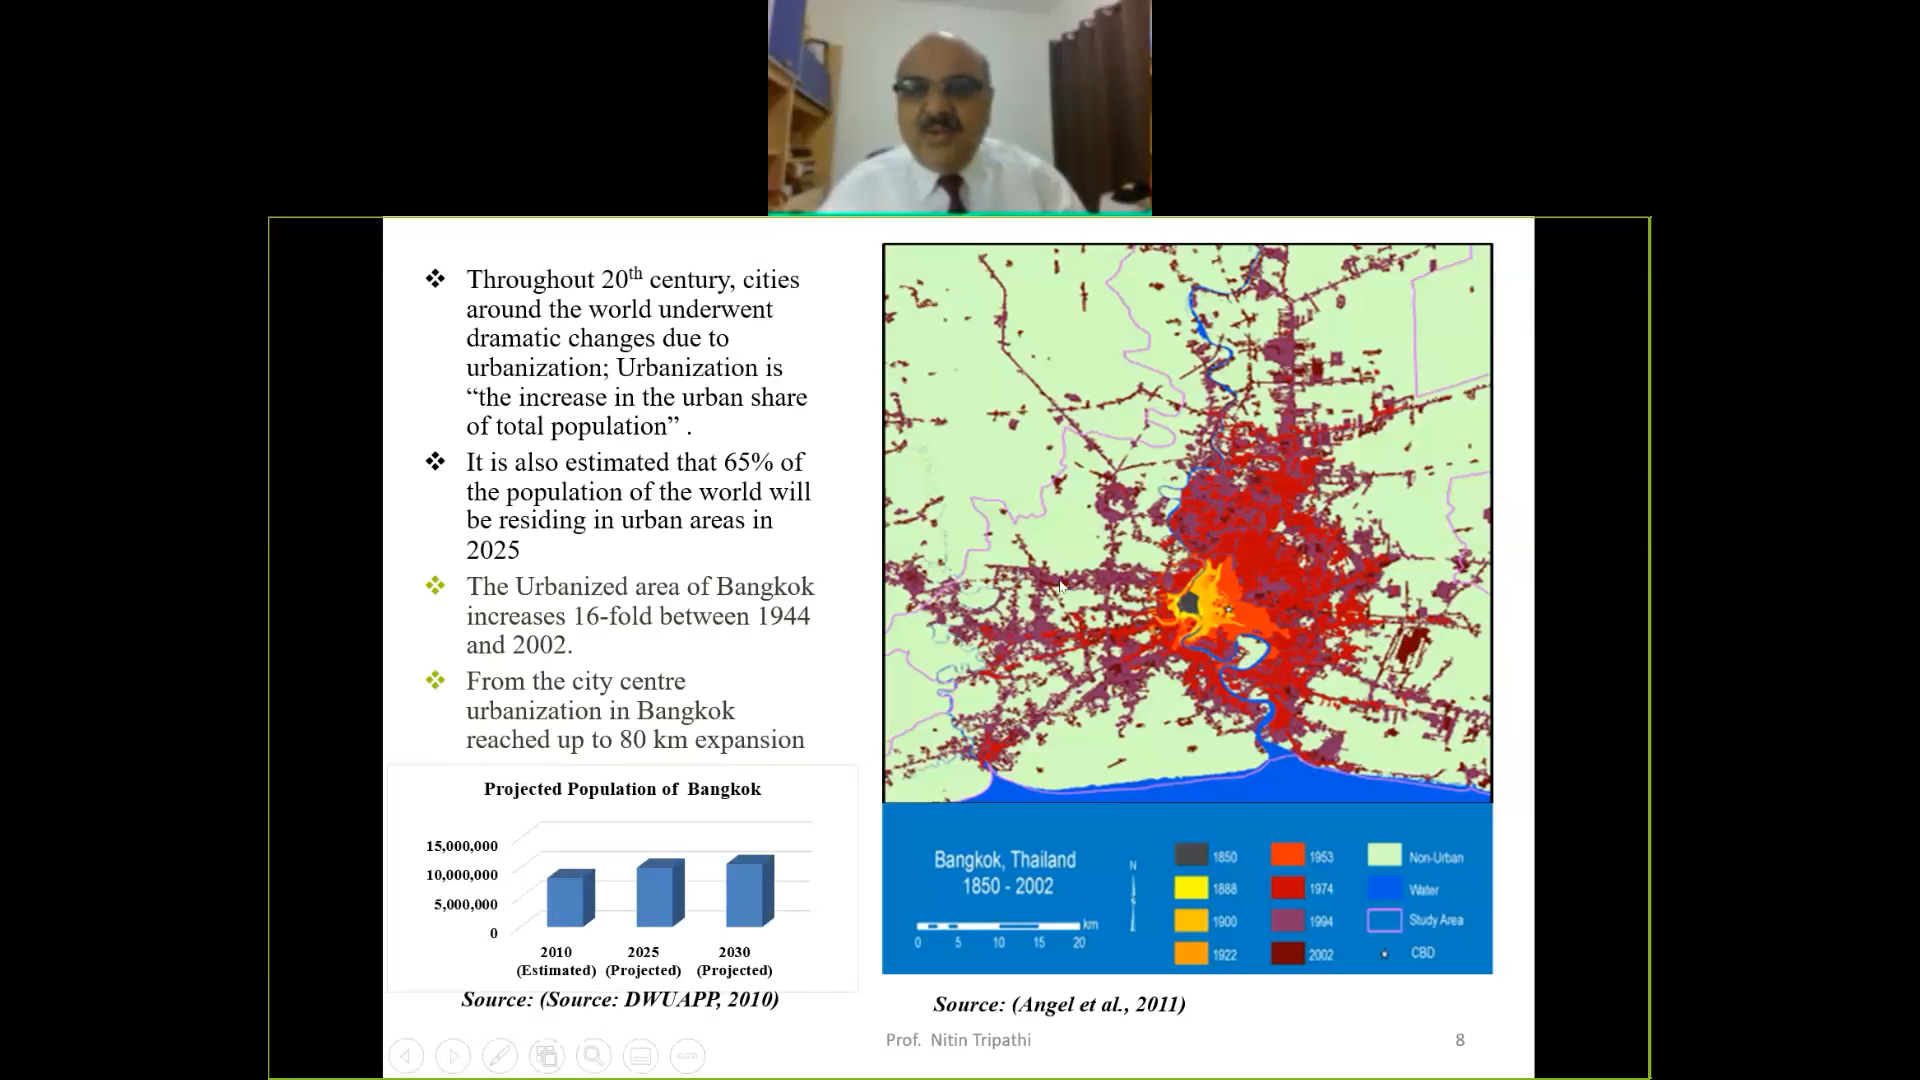 ❖ Throughout 20th century, cities
around the world underwent
dramatic changes due to
urbanization; Urbanization is
“the increase in the urban share
of total population” .
❖ It is also estimated that 65% of
the population of the world will
be residing in urban areas in
2025
❖ The Urbanized area of Bangkok
increases 16-fold between 1944
and 2002.
❖ From the city centre
urbanization in Bangkok
reached up to 80 km expansion
Projected Population of Bangkok
15,000,000
10,000,000
5,000,000
0
2010 2025 2030
(Estimated) (Projected) (Projected)
Source: (Source: DWUAPP, 2010)
Bangkok, Thailand
1850 - 2002
km
0 5 10 15 20
N
1850 1953 Non-Urban
1888 1974 Water
1900 1994 Study Area
1922 2002 CBD
Source: (Angel et al., 2011)
Prof. Nitin Tripathi 8